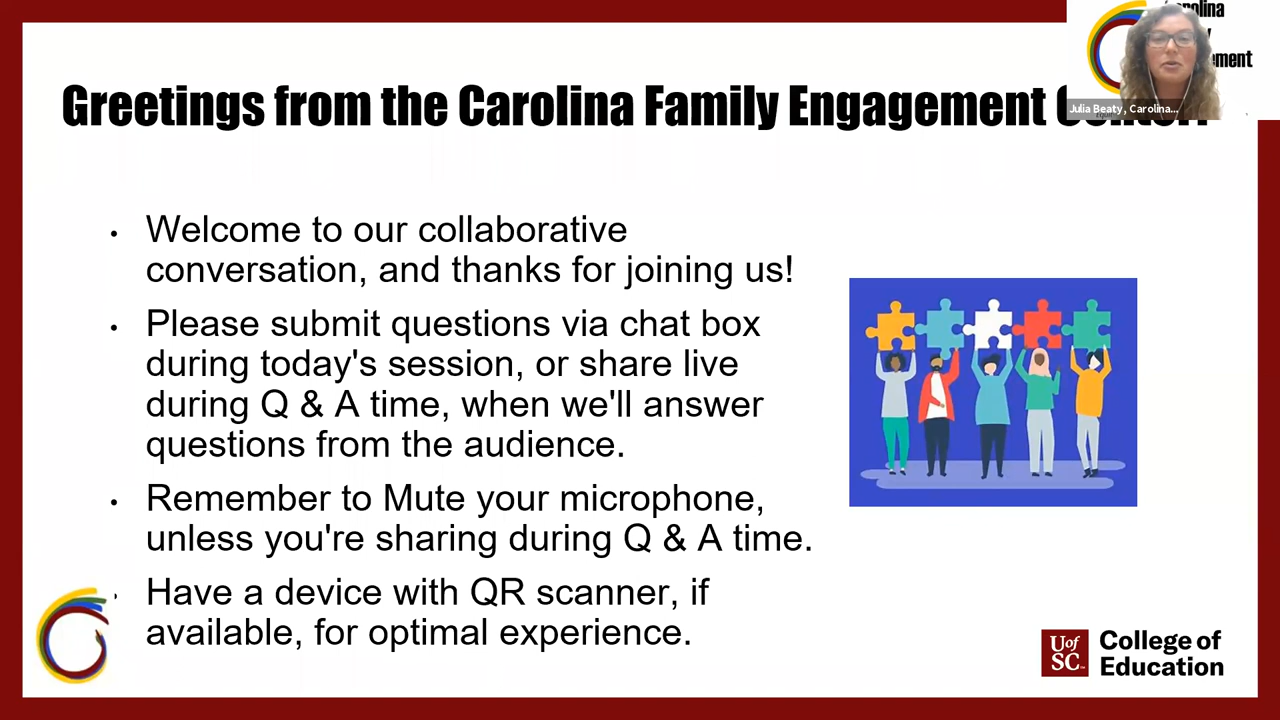 Greetings from the Carolina Family Engagement
Julia Beaty, Carolina...
Welcome to our collaborative
conversation, and thanks for joining us!
Please submit questions via chat box
during today's session, or share live
during Q & A time, when we'll answer
questions from the audience.
Remember to Mute your microphone,
unless you're sharing during Q & A time.
Have a device with QR scanner, if
available, for optimal experience.
UofSC
College of
Education